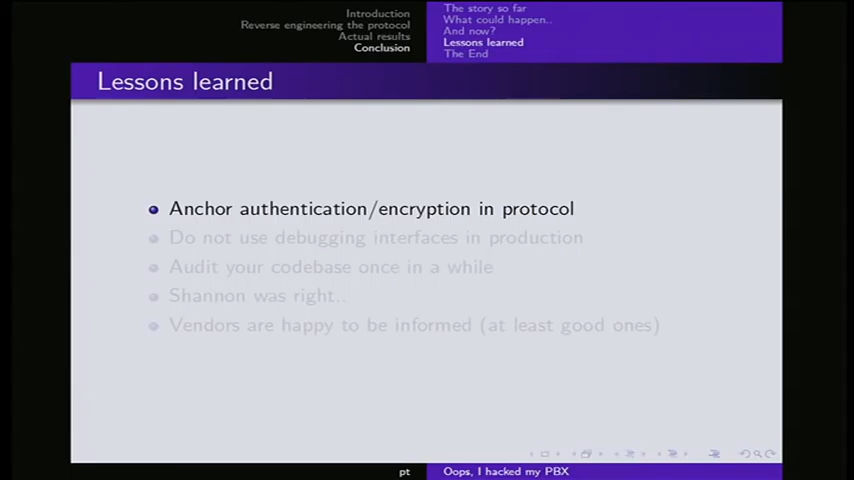 Introduction
Reverse engineering the protocol
Actual results
Conclusion
The story so far
What could happen..
And now?
Lessons learned
The End
Lessons learned
Anchor authentication/encryption in protocol
Do not use debugging interfaces in production
Audit your codebase once in a while
Shannon was right..
Vendors are happy to be informed (at least good ones)
pt
Oops, I hacked my PBX